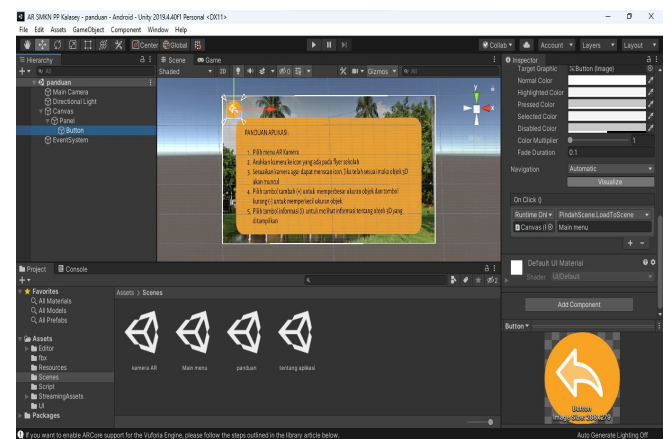 AR SMKN PP Kalasey - panduan - Android - Unity 2019.4.40f1 Personal <DX11>
File Edit Assets GameObject Component Window Help
Center Global Collab Account Layers Layout
Hierarchy
All
panduan
Main Camera
Directional Light
Canvas
Panel
Button
EventSystem
Scene Game
Shaded 2D 0 Gizmos All
y
x
PANDUAN APLIKASI:
1. Pilih menu AR Kamera
2. Arahkan kamera ke icon yang ada pada flyer sekolah
3. Sesuaikan kamera agar dapat menscan icon. Jika telah sesuai maka objek 3D
akan muncul
4. Pilih tombol tambah (+) untuk memperbesar ukuran objek dan tombol
kurang (-) untuk memperkecil ukuran objek
5. Pilih tombol informasi (i) untuk melihat informasi tentang objek 3D yang
ditampilkan
Inspector
Target Graphic Button (Image)
Normal Color
Highlighted Color
Pressed Color
Selected Color
Disabled Color
Color Multiplier 1
Fade Duration 0.1
Navigation Automatic
Visualize
On Click ()
Runtime Onl PindahScene.LoadToScene
Canvas (I Main menu
+ -
Default UI Material
Shader UI/Default
Add Component
Button
Button
Project Console
Favorites
All Materials
All Models
All Prefabs
Assets
Editor
fbx
Resources
Scenes
Script
StreamingAssets
UI
Packages
Assets > Scenes
kamera AR Main menu panduan tentang aplikasi
If you want to enable ARCore support for the Vuforia Engine, please follow the steps outlined in the library article below.
Auto Generate Lighting Off